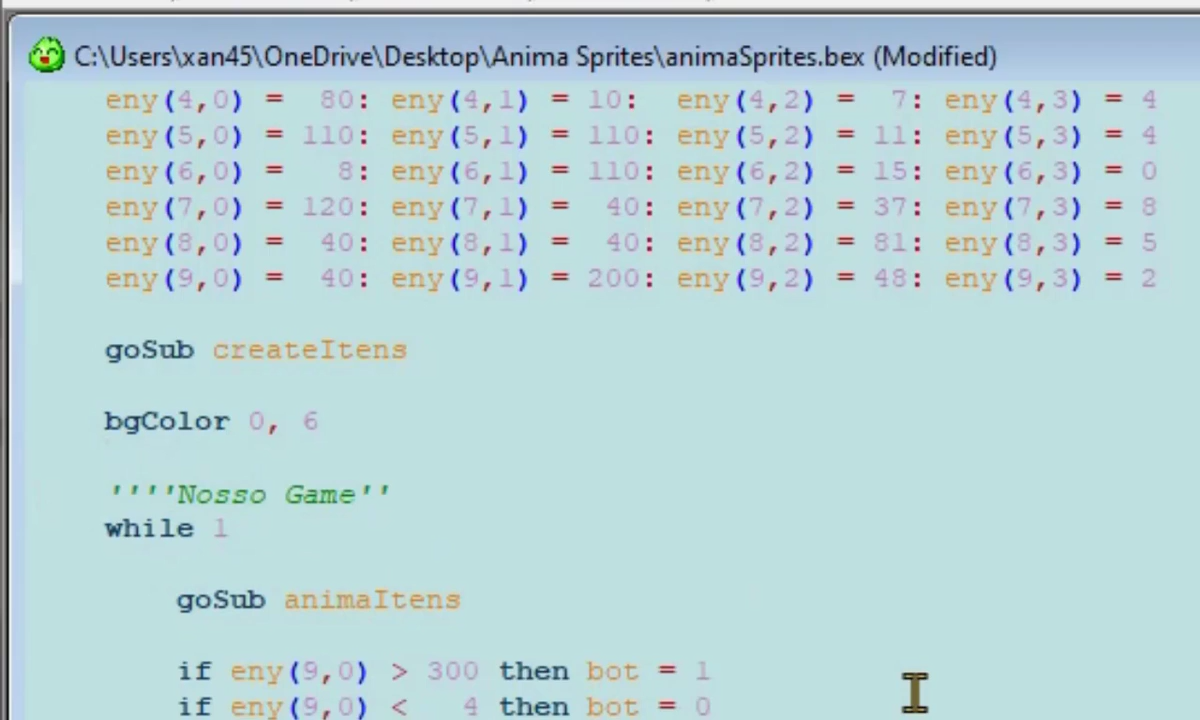 C:\Users\xan45\OneDrive\Desktop\Anima Sprites\animaSprites.bex (Modified)
eny(4,0) =  80: eny(4,1) = 10:  eny(4,2) =  7: eny(4,3) = 4
eny(5,0) = 110: eny(5,1) = 110: eny(5,2) = 11: eny(5,3) = 4
eny(6,0) =   8: eny(6,1) = 110: eny(6,2) = 15: eny(6,3) = 0
eny(7,0) = 120: eny(7,1) =  40: eny(7,2) = 37: eny(7,3) = 8
eny(8,0) =  40: eny(8,1) =  40: eny(8,2) = 81: eny(8,3) = 5
eny(9,0) =  40: eny(9,1) = 200: eny(9,2) = 48: eny(9,3) = 2
goSub createItens
bgColor 0, 6
''''Nosso Game''
while 1
goSub animaItens
if eny(9,0) > 300 then bot = 1
if eny(9,0) <   4 then bot = 0